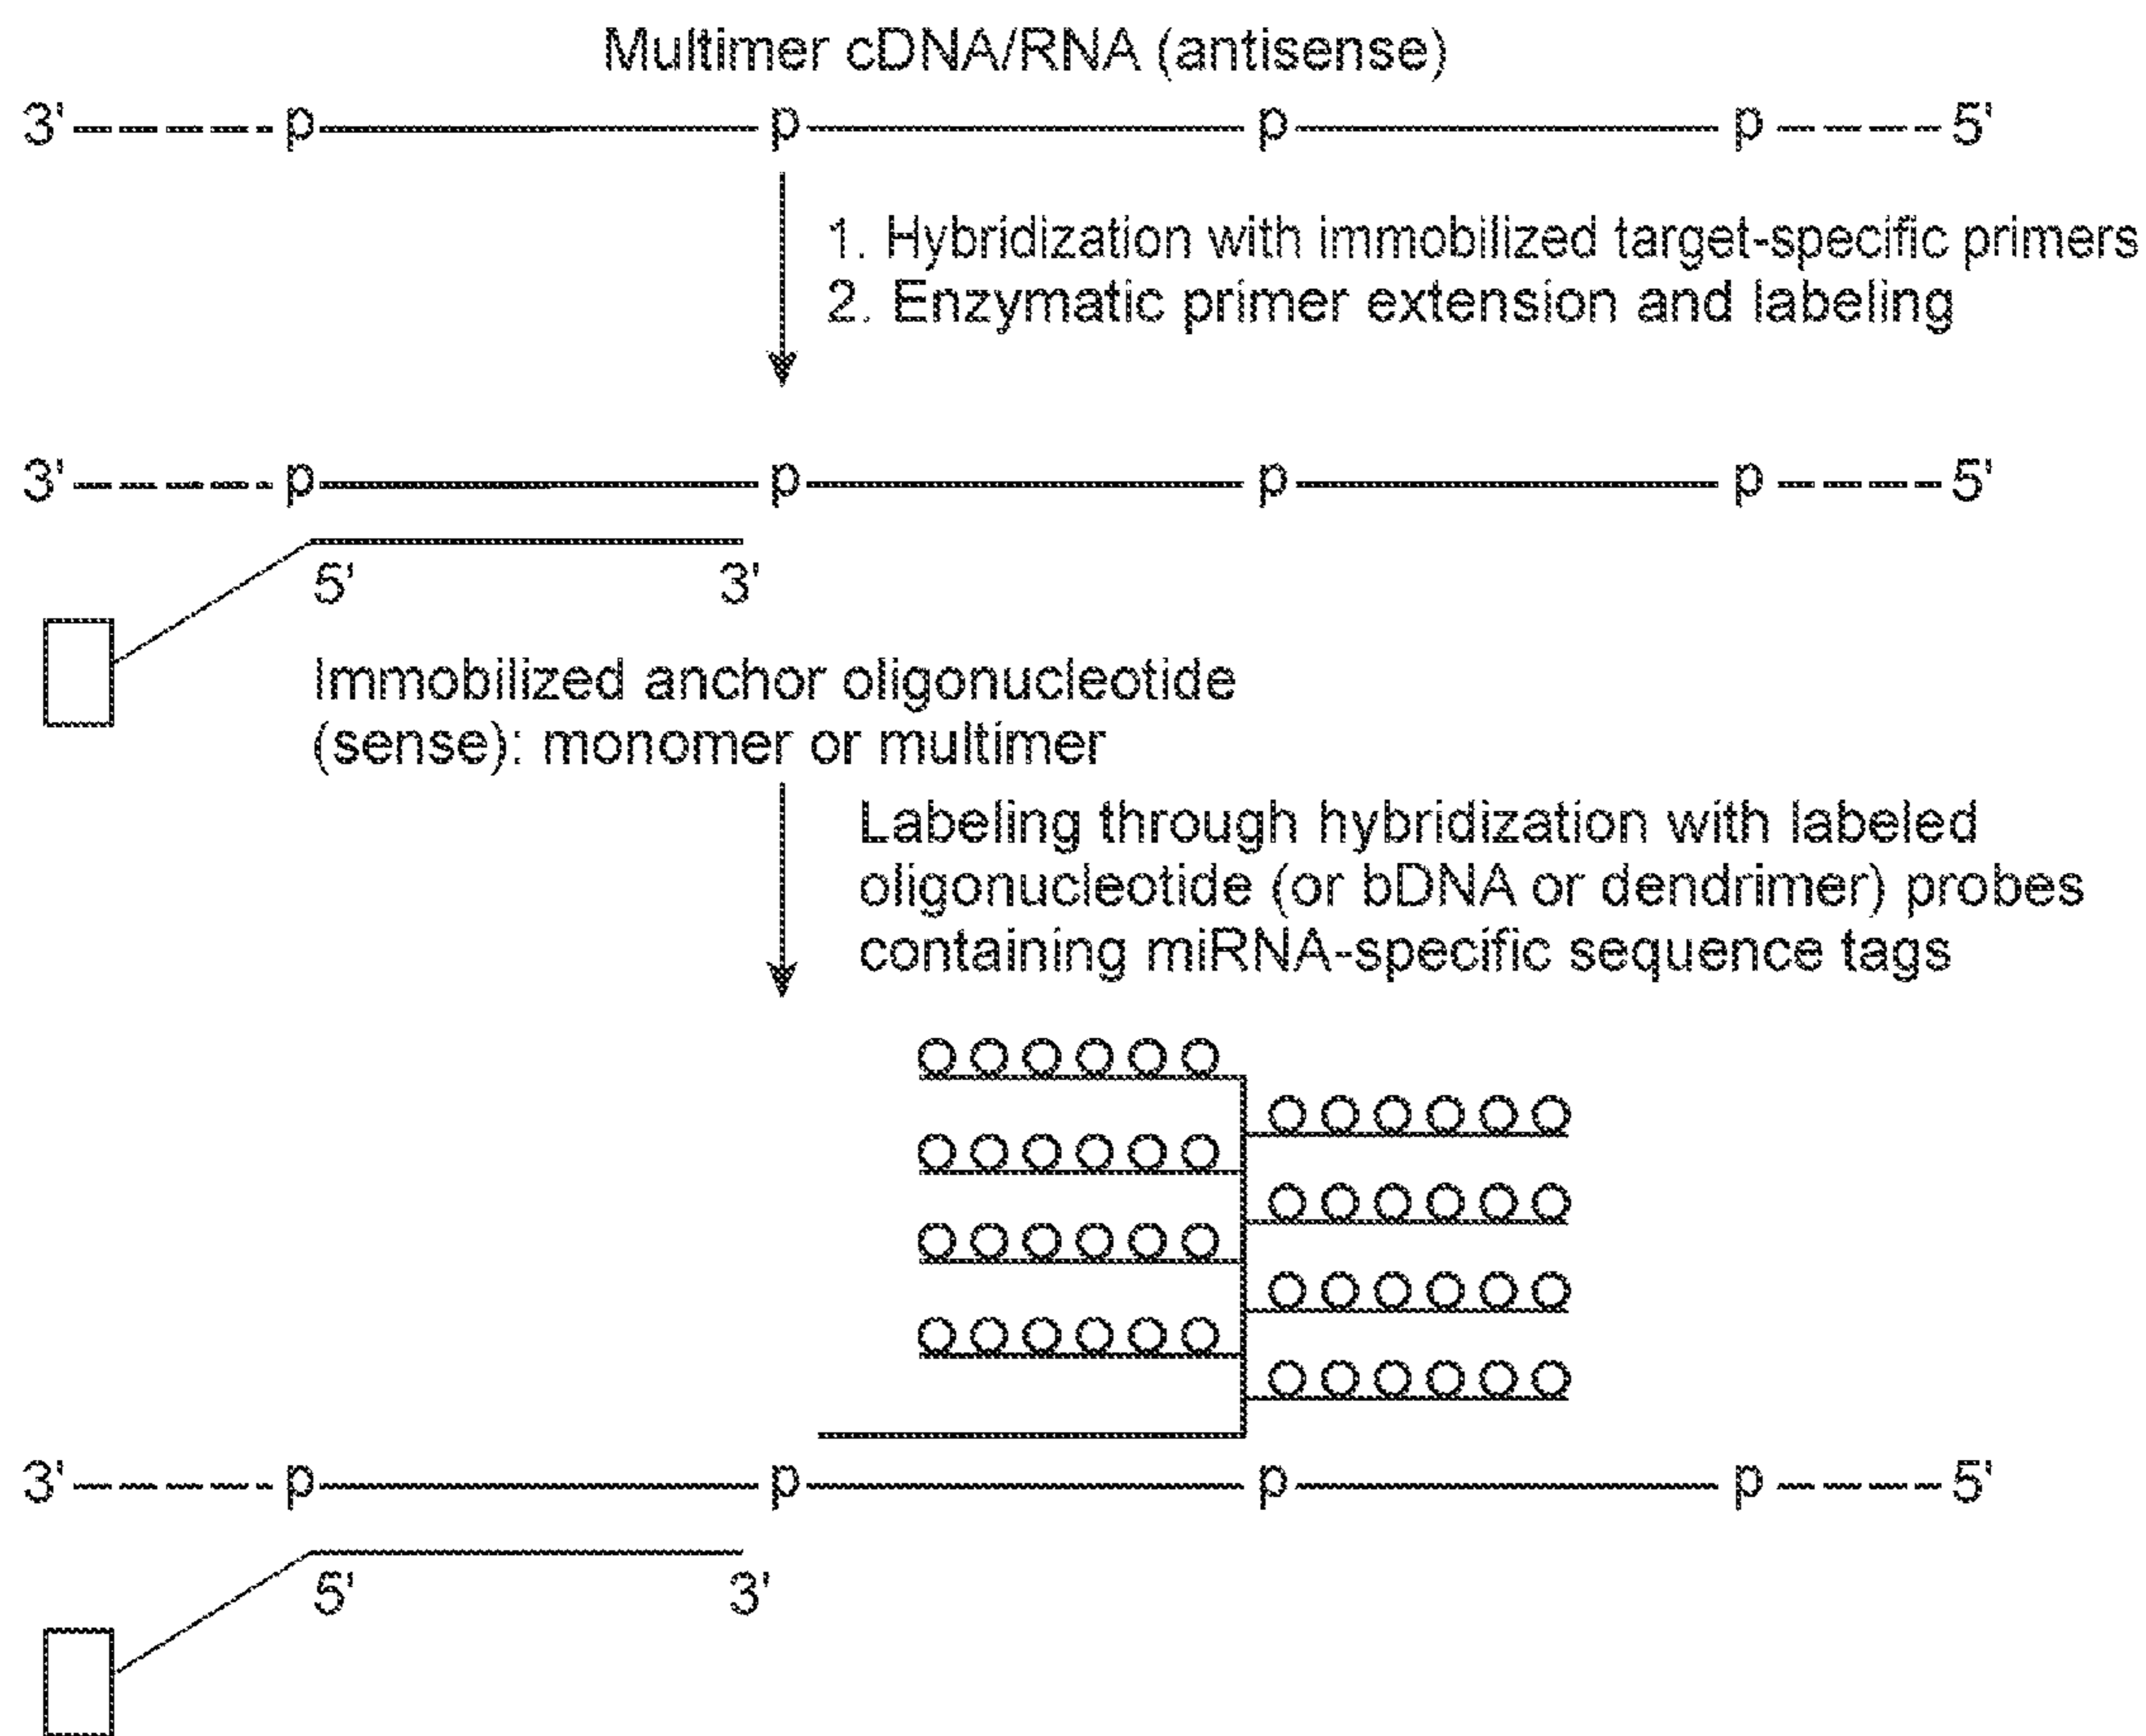 Multimer cDNA/RNA (antisense)
3' p p p p 5'
1. Hybridization with immobilized target-specific primers
2. Enzymatic primer extension and labeling
3' p p p p 5'
5' 3'
Immobilized anchor oligonucleotide
(sense): monomer or multimer
Labeling through hybridization with labeled
oligonucleotide (or bDNA or dendrimer) probes
containing miRNA-specific sequence tags
3' p p p p 5'
5' 3'